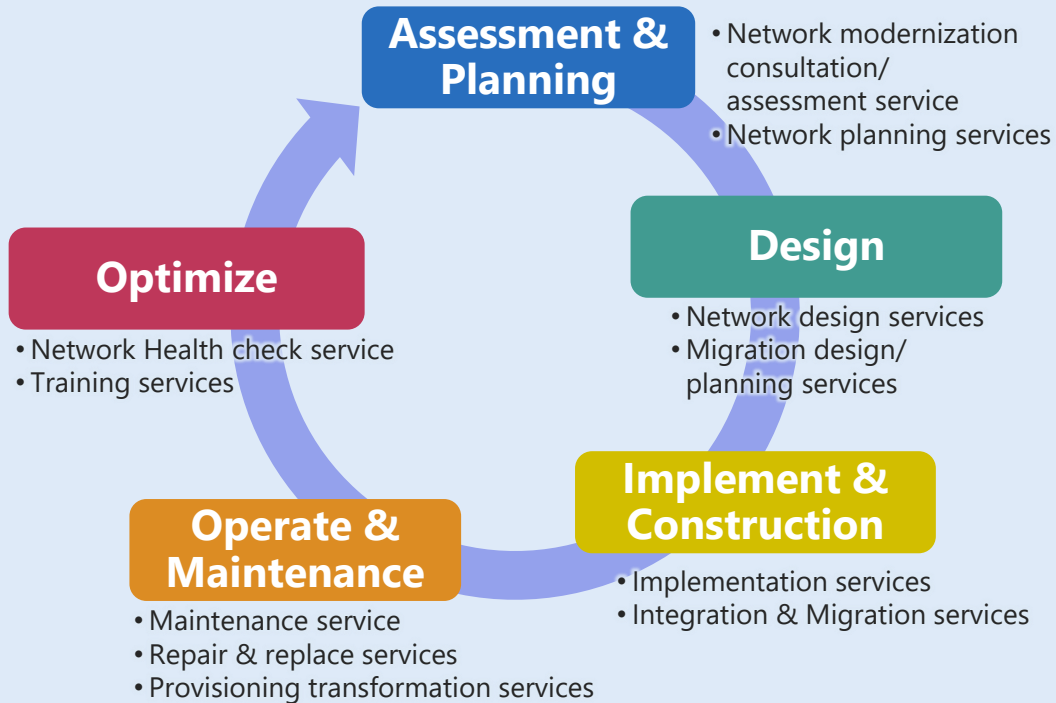 Assessment &
Planning
• Network modernization
consultation/
assessment service
• Network planning services
Design
• Network design services
• Migration design/
planning services
Implement &
Construction
• Implementation services
• Integration & Migration services
Operate &
Maintenance
• Maintenance service
• Repair & replace services
• Provisioning transformation services
Optimize
• Network Health check service
• Training services